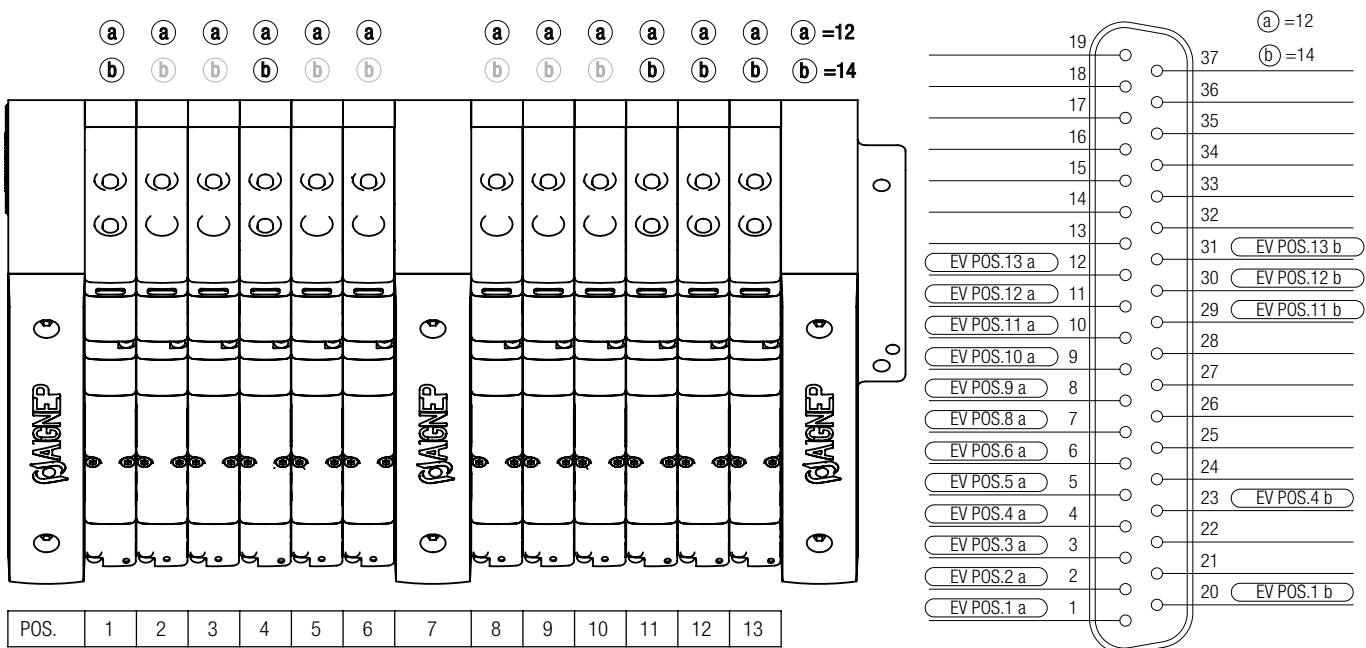 a a a a a a a a a a a a a =12
b b b b b b b b b b b b b =14
AIGNEP AIGNEP AIGNEP
POS. 1 2 3 4 5 6 7 8 9 10 11 12 13
a =12
b =14
19
37
18
36
17
35
16
34
15
33
14
32
13
31 EV POS.13 b
EV POS.13 a 12
30 EV POS.12 b
EV POS.12 a 11
29 EV POS.11 b
EV POS.11 a 10
28
EV POS.10 a 9
27
EV POS.9 a 8
26
EV POS.8 a 7
25
EV POS.6 a 6
24
EV POS.5 a 5
23 EV POS.4 b
EV POS.4 a 4
22
EV POS.3 a 3
21
EV POS.2 a 2
20 EV POS.1 b
EV POS.1 a 1